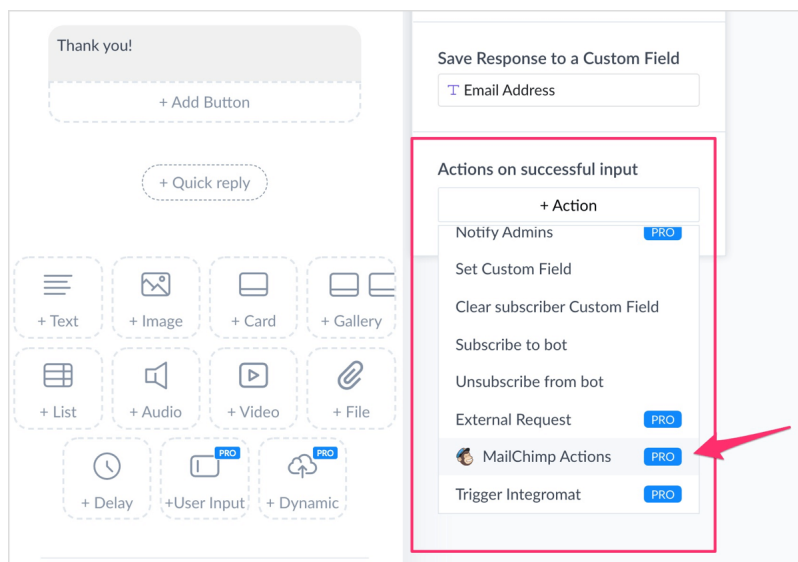 Thank you!
+ Add Button
+ Quick reply
+ Text
+ Image
+ Card
+ Gallery
+ List
+ Audio
+ Video
+ File
+ Delay
PRO
+User Input
PRO
+ Dynamic
Save Response to a Custom Field
T Email Address
Actions on successful input
+ Action
Notify Admins PRO
Set Custom Field
Clear subscriber Custom Field
Subscribe to bot
Unsubscribe from bot
External Request PRO
MailChimp Actions PRO
Trigger Integromat PRO